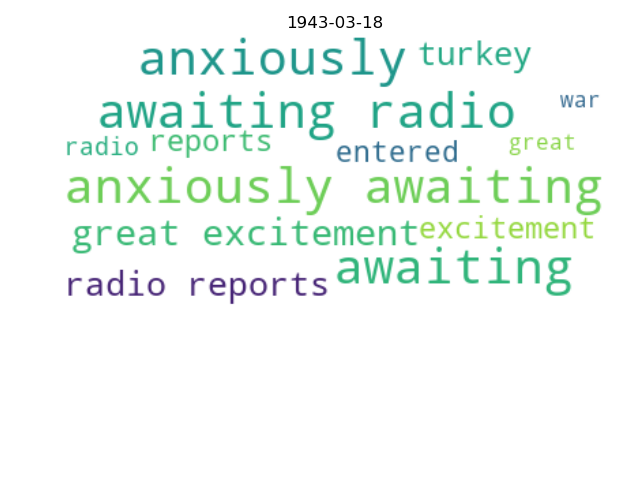 1943-03-18
anxiously turkey
awaiting radio war
radio reports entered great
anxiously awaiting
great excitement excitement
radio reports awaiting